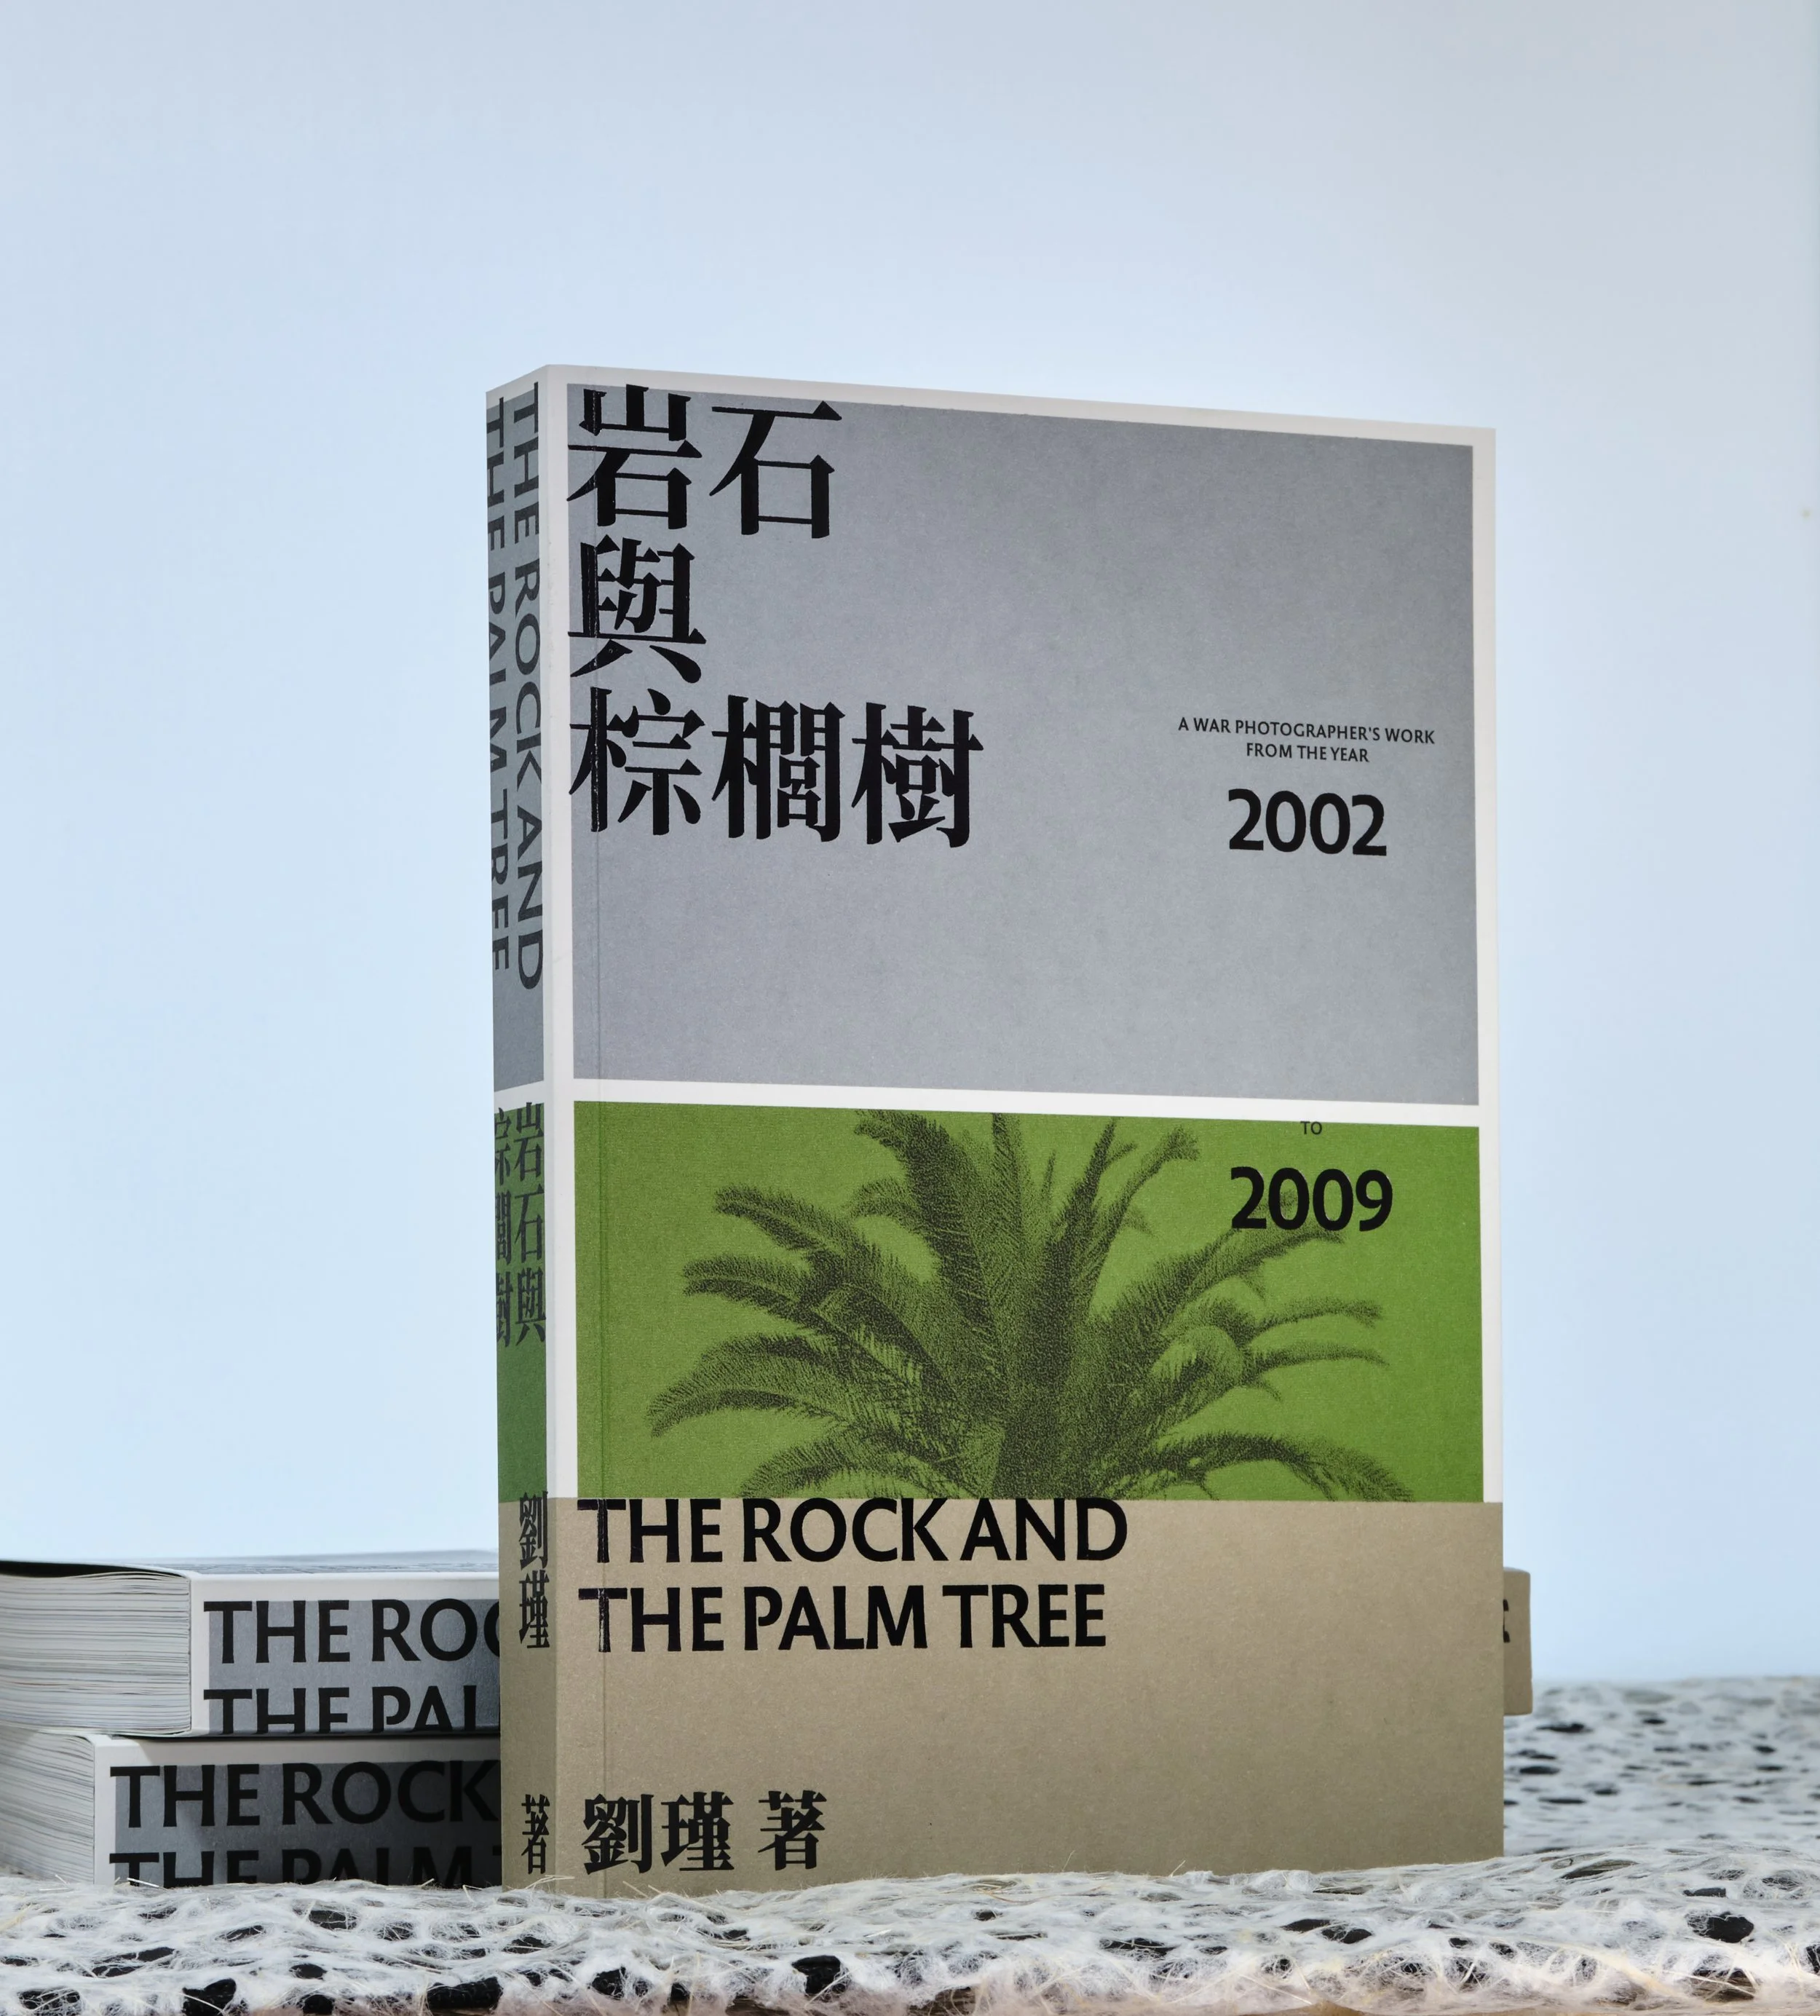 岩石
與
棕櫚樹
A WAR PHOTOGRAPHER'S WORK
FROM THE YEAR
2002
TO
2009
THE ROCK AND
THE PALM TREE
劉瑾 著
THE ROCK AND
THE PALM TREE
岩石與
棕櫚樹
劉瑾
著
THE ROC
THE PAL
THE ROCK
THE PALM T